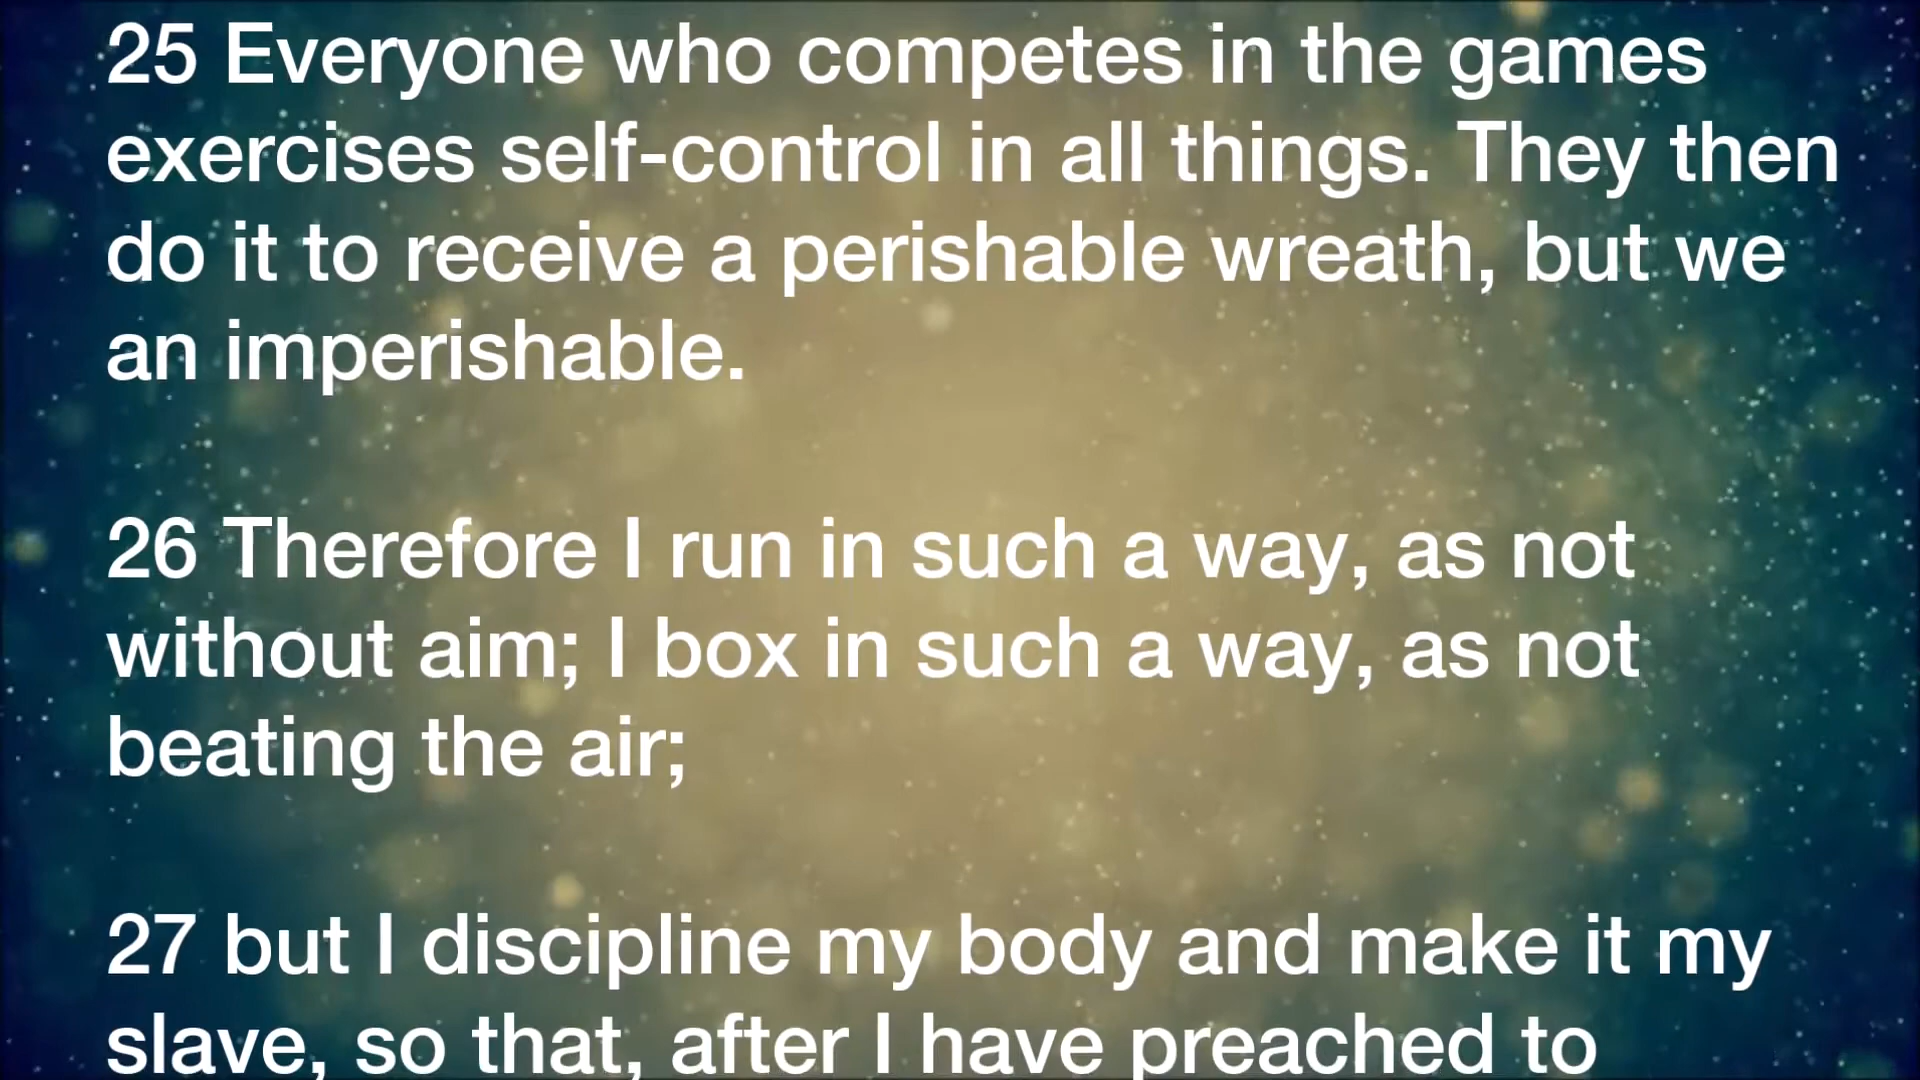 25 Everyone who competes in the games
exercises self-control in all things. They then
do it to receive a perishable wreath, but we
an imperishable.
26 Therefore I run in such a way, as not
without aim; I box in such a way, as not
beating the air;
27 but I discipline my body and make it my
slave, so that, after I have preached to